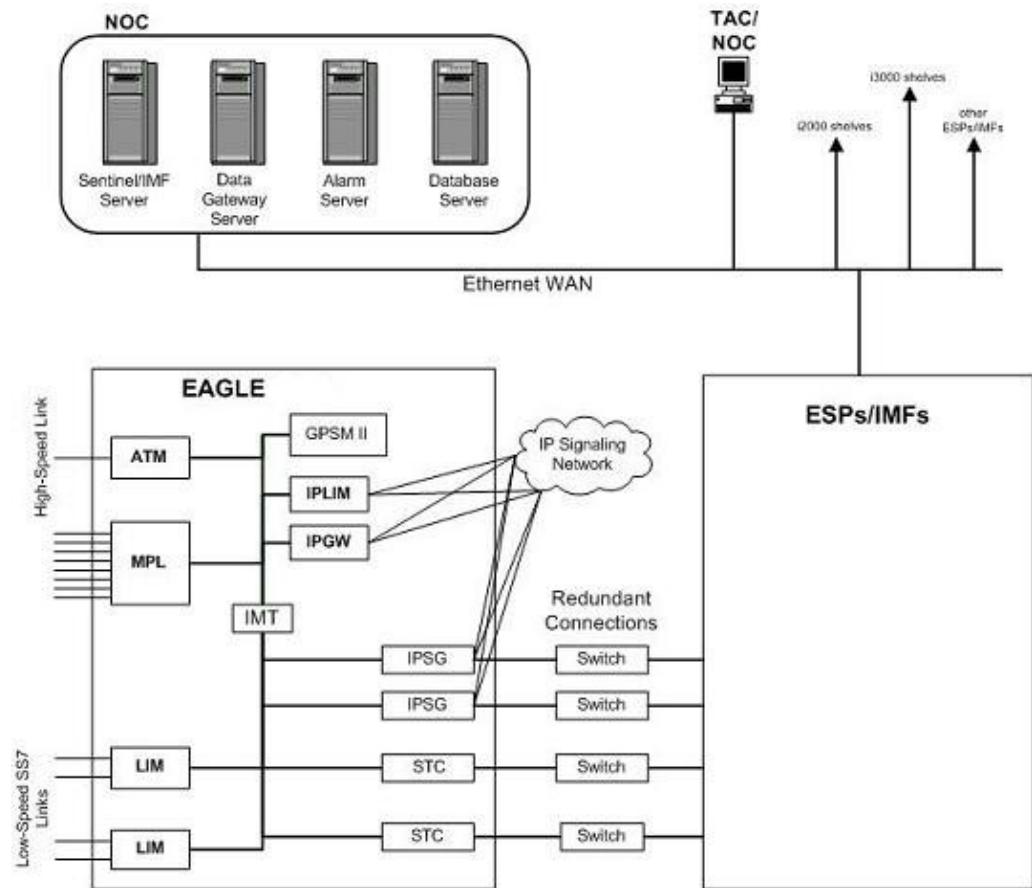 NOC
TAC/
NOC
i3000 shelves
i2000 shelves
other
ESPs/IMFs
Sentinel/IMF
Server
Data
Gateway
Server
Alarm
Server
Database
Server
Ethernet WAN
EAGLE
ESPs/IMFs
High-Speed Link
ATM
GPSM II
IP Signaling
Network
IPLIM
IPGW
MPL
IMT
Redundant
Connections
IPSG
Switch
IPSG
Switch
Low-Speed SS7
Links
LIM
STC
Switch
LIM
STC
Switch